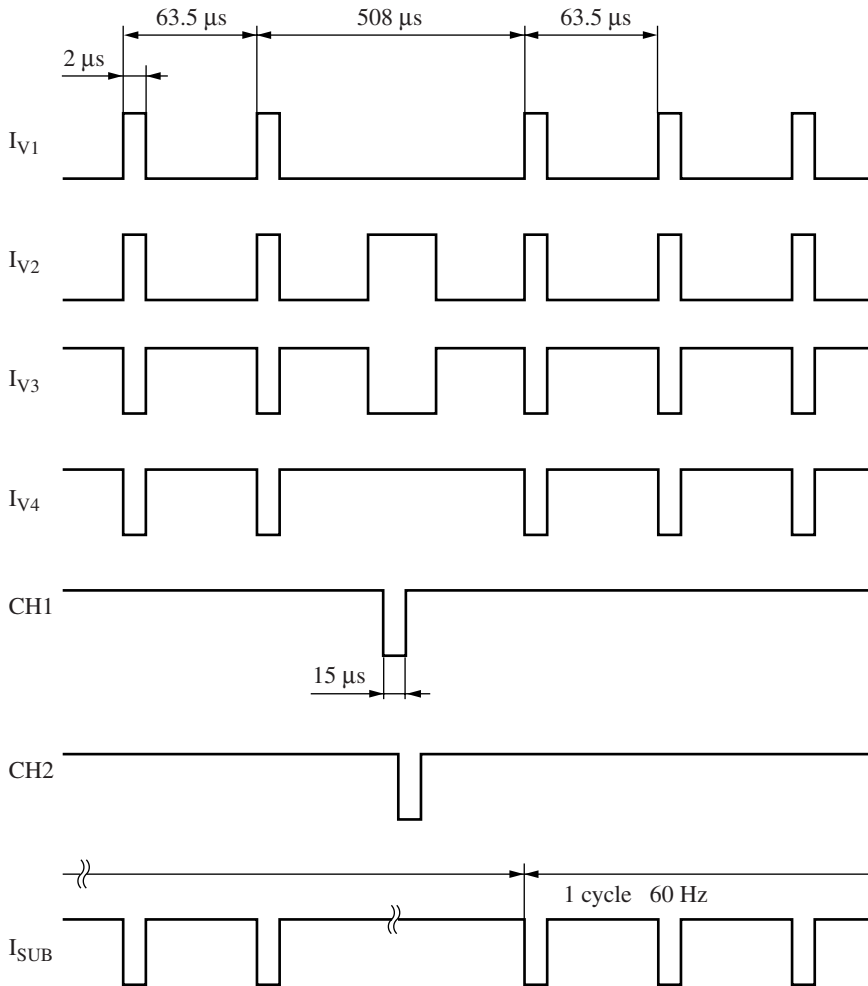 63.5 µs 508 µs 63.5 µs
2 µs
IV1
IV2
IV3
IV4
CH1
15 µs
CH2
1 cycle 60 Hz
ISUB